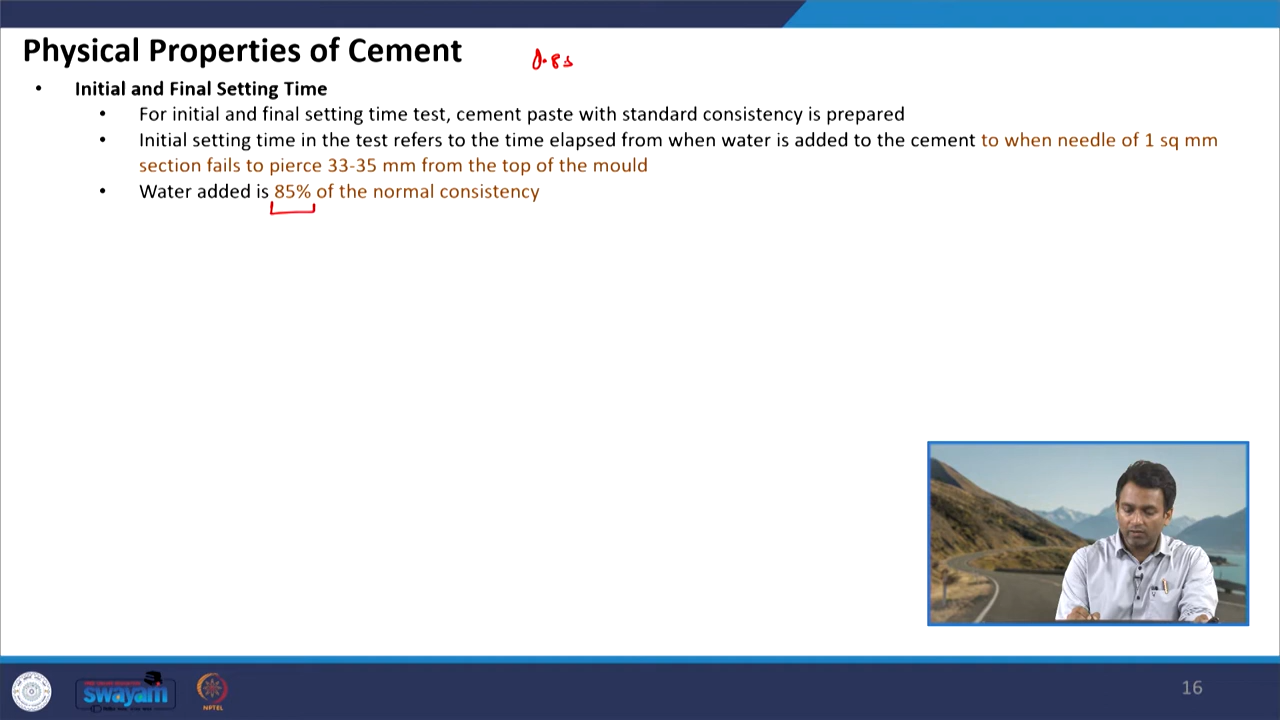 Physical Properties of Cement
0.85
• Initial and Final Setting Time
• For initial and final setting time test, cement paste with standard consistency is prepared
• Initial setting time in the test refers to the time elapsed from when water is added to the cement to when needle of 1 sq mm
section fails to pierce 33-35 mm from the top of the mould
• Water added is 85% of the normal consistency
swayam
NPTEL
16